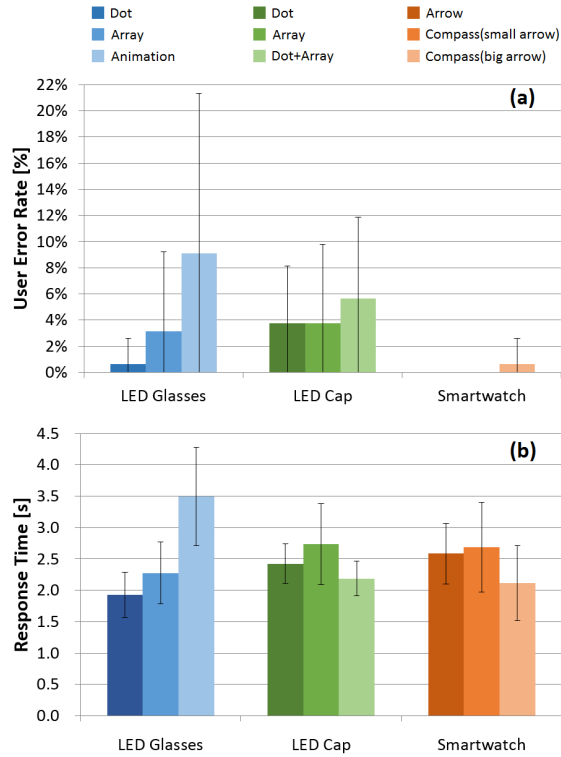 Dot Dot Arrow
Array Array Compass(small arrow)
Animation Dot+Array Compass(big arrow)
(a)
User Error Rate [%]
22%
20%
18%
16%
14%
12%
10%
8%
6%
4%
2%
0%
LED Glasses LED Cap Smartwatch
(b)
Response Time [s]
4.5
4.0
3.5
3.0
2.5
2.0
1.5
1.0
0.5
0.0
LED Glasses LED Cap Smartwatch